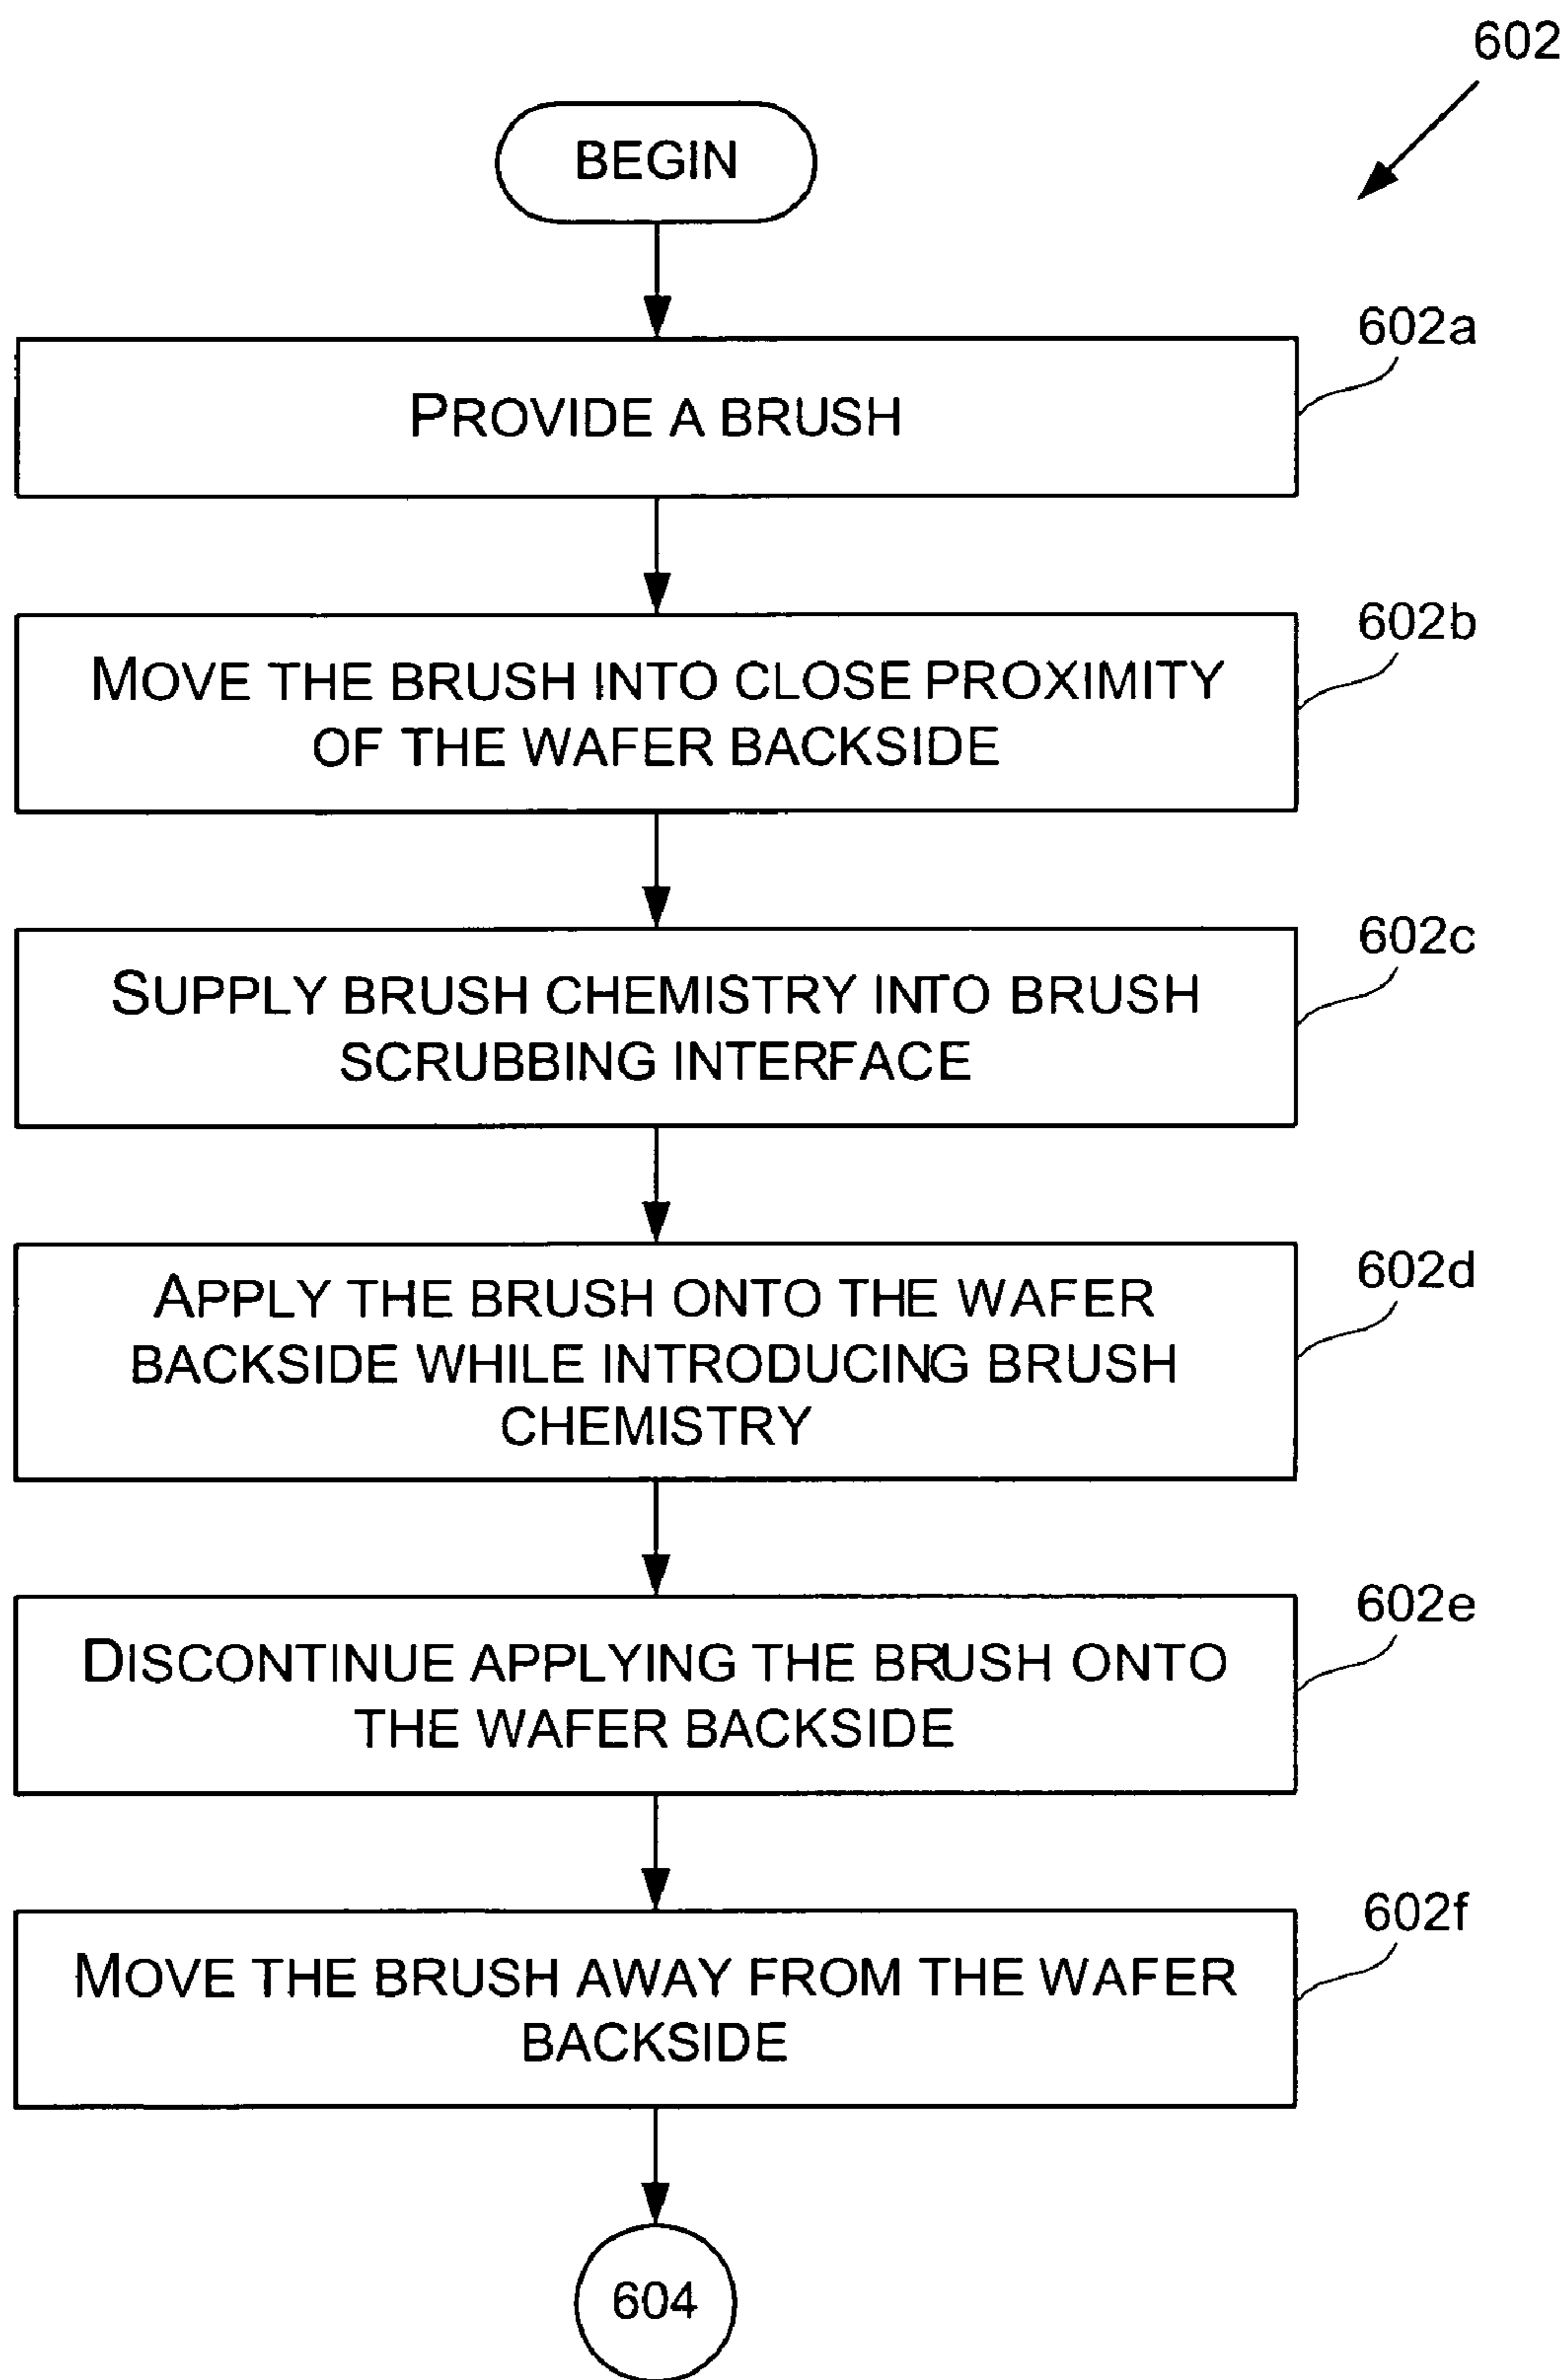 602
BEGIN
602a
PROVIDE A BRUSH
602b
MOVE THE BRUSH INTO CLOSE PROXIMITY
OF THE WAFER BACKSIDE
602c
SUPPLY BRUSH CHEMISTRY INTO BRUSH
SCRUBBING INTERFACE
602d
APPLY THE BRUSH ONTO THE WAFER
BACKSIDE WHILE INTRODUCING BRUSH
CHEMISTRY
602e
DISCONTINUE APPLYING THE BRUSH ONTO
THE WAFER BACKSIDE
602f
MOVE THE BRUSH AWAY FROM THE WAFER
BACKSIDE
604